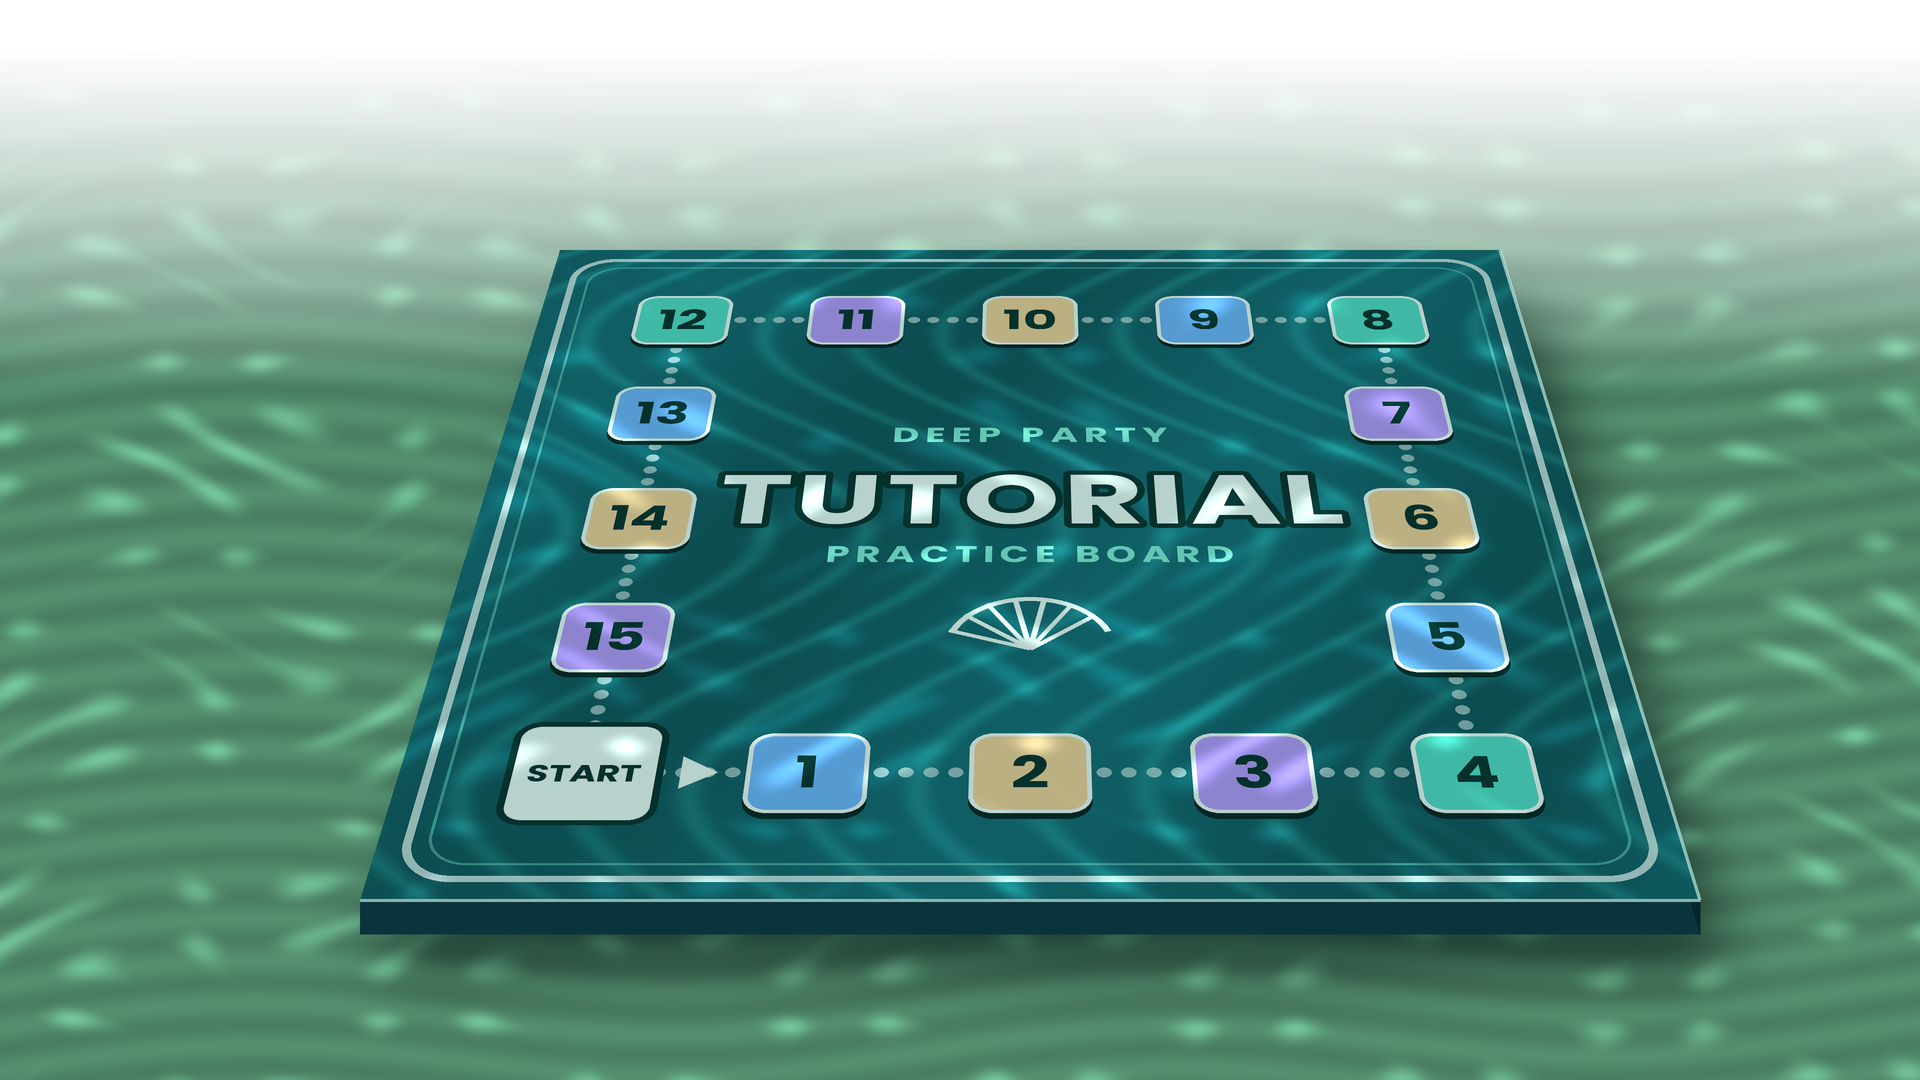 12 11 10 9 8
13 7
DEEP PARTY
TUTORIAL
14 6
PRACTICE BOARD
15 5
START 1 2 3 4